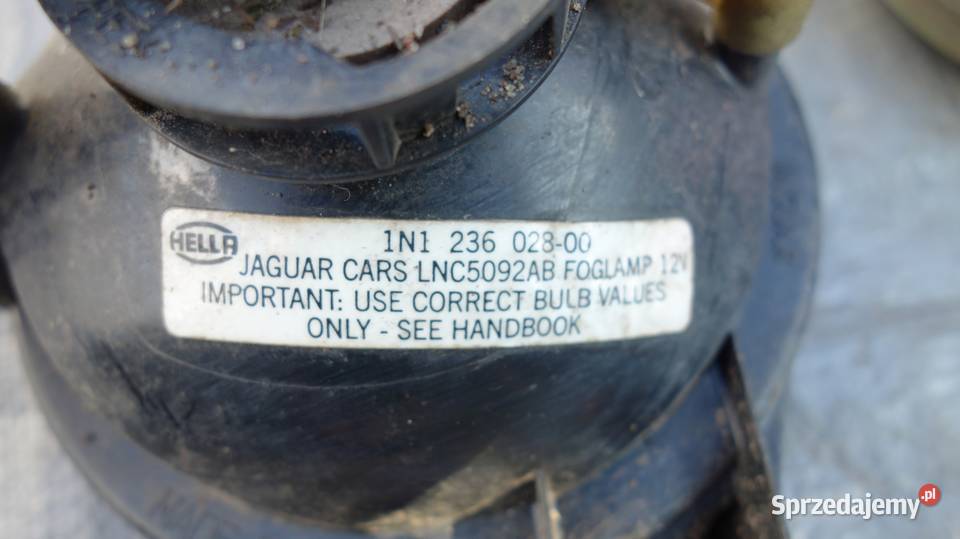 HELLA
1N1 236 028-00
JAGUAR CARS LNC5092AB FOGLAMP 12V
IMPORTANT: USE CORRECT BULB VALUES
ONLY - SEE HANDBOOK
Sprzedajemy.pl